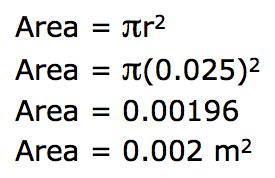 Area = πr²
Area = π(0.025)²
Area = 0.00196
Area = 0.002 m²